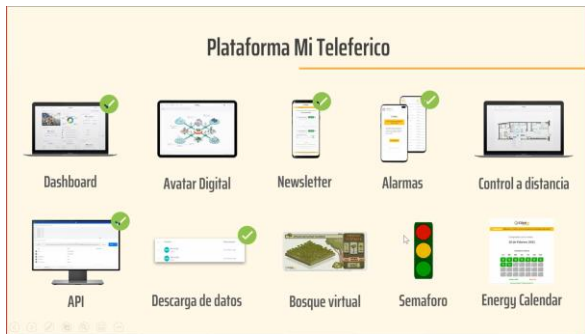 Plataforma Mi Teleferico
Dashboard
Avatar Digital
Newsletter
Alarmas
Control a distancia
API
Descarga de datos
Bosque virtual
Semaforo
Energy Calendar